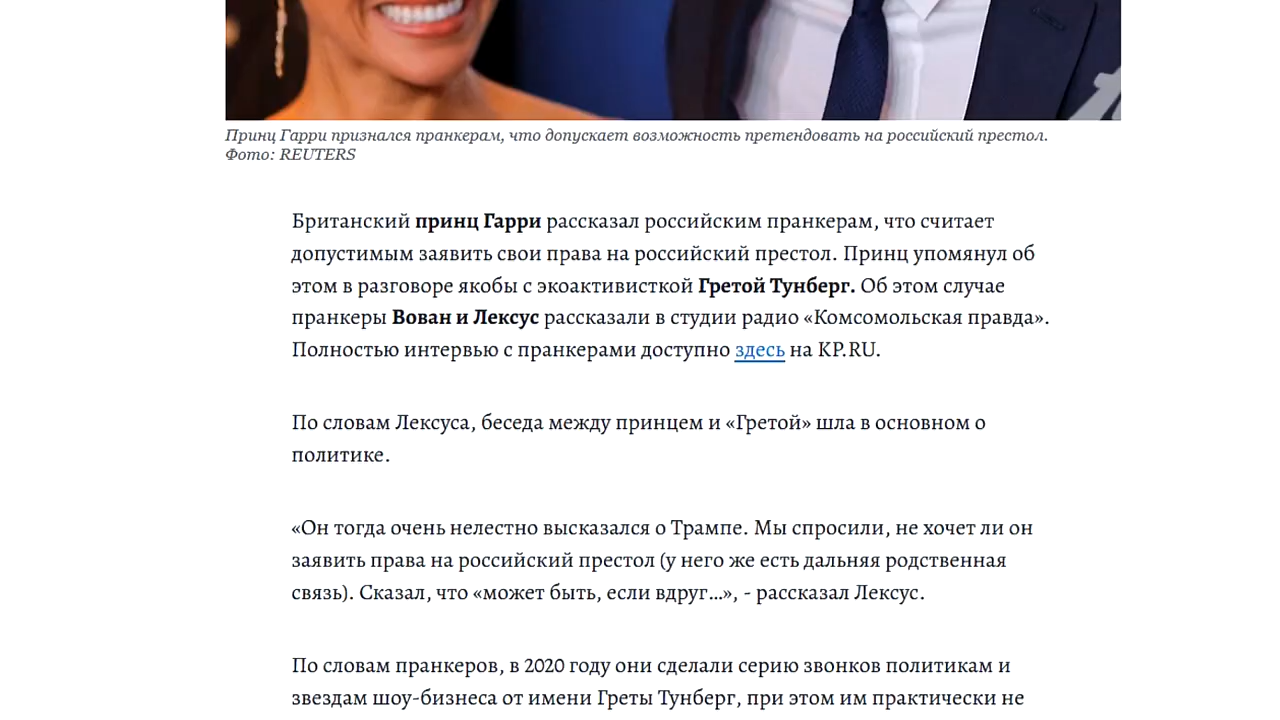 Принц Гарри признался пранкерам, что допускает возможность претендовать на российский престол.
Фото: REUTERS
Британский принц Гарри рассказал российским пранкерам, что считает
допустимым заявить свои права на российский престол. Принц упомянул об
этом в разговоре якобы с экоактивисткой Гретой Тунберг. Об этом случае
пранкеры Вован и Лексус рассказали в студии радио «Комсомольская правда».
Полностью интервью с пранкерами доступно здесь на KP.RU.
По словам Лексуса, беседа между принцем и «Гретой» шла в основном о
политике.
«Он тогда очень нелестно высказался о Трампе. Мы спросили, не хочет ли он
заявить права на российский престол (у него же есть дальняя родственная
связь). Сказал, что «может быть, если вдруг…», - рассказал Лексус.
По словам пранкеров, в 2020 году они сделали серию звонков политикам и
звездам шоу-бизнеса от имени Греты Тунберг, при этом им практически не